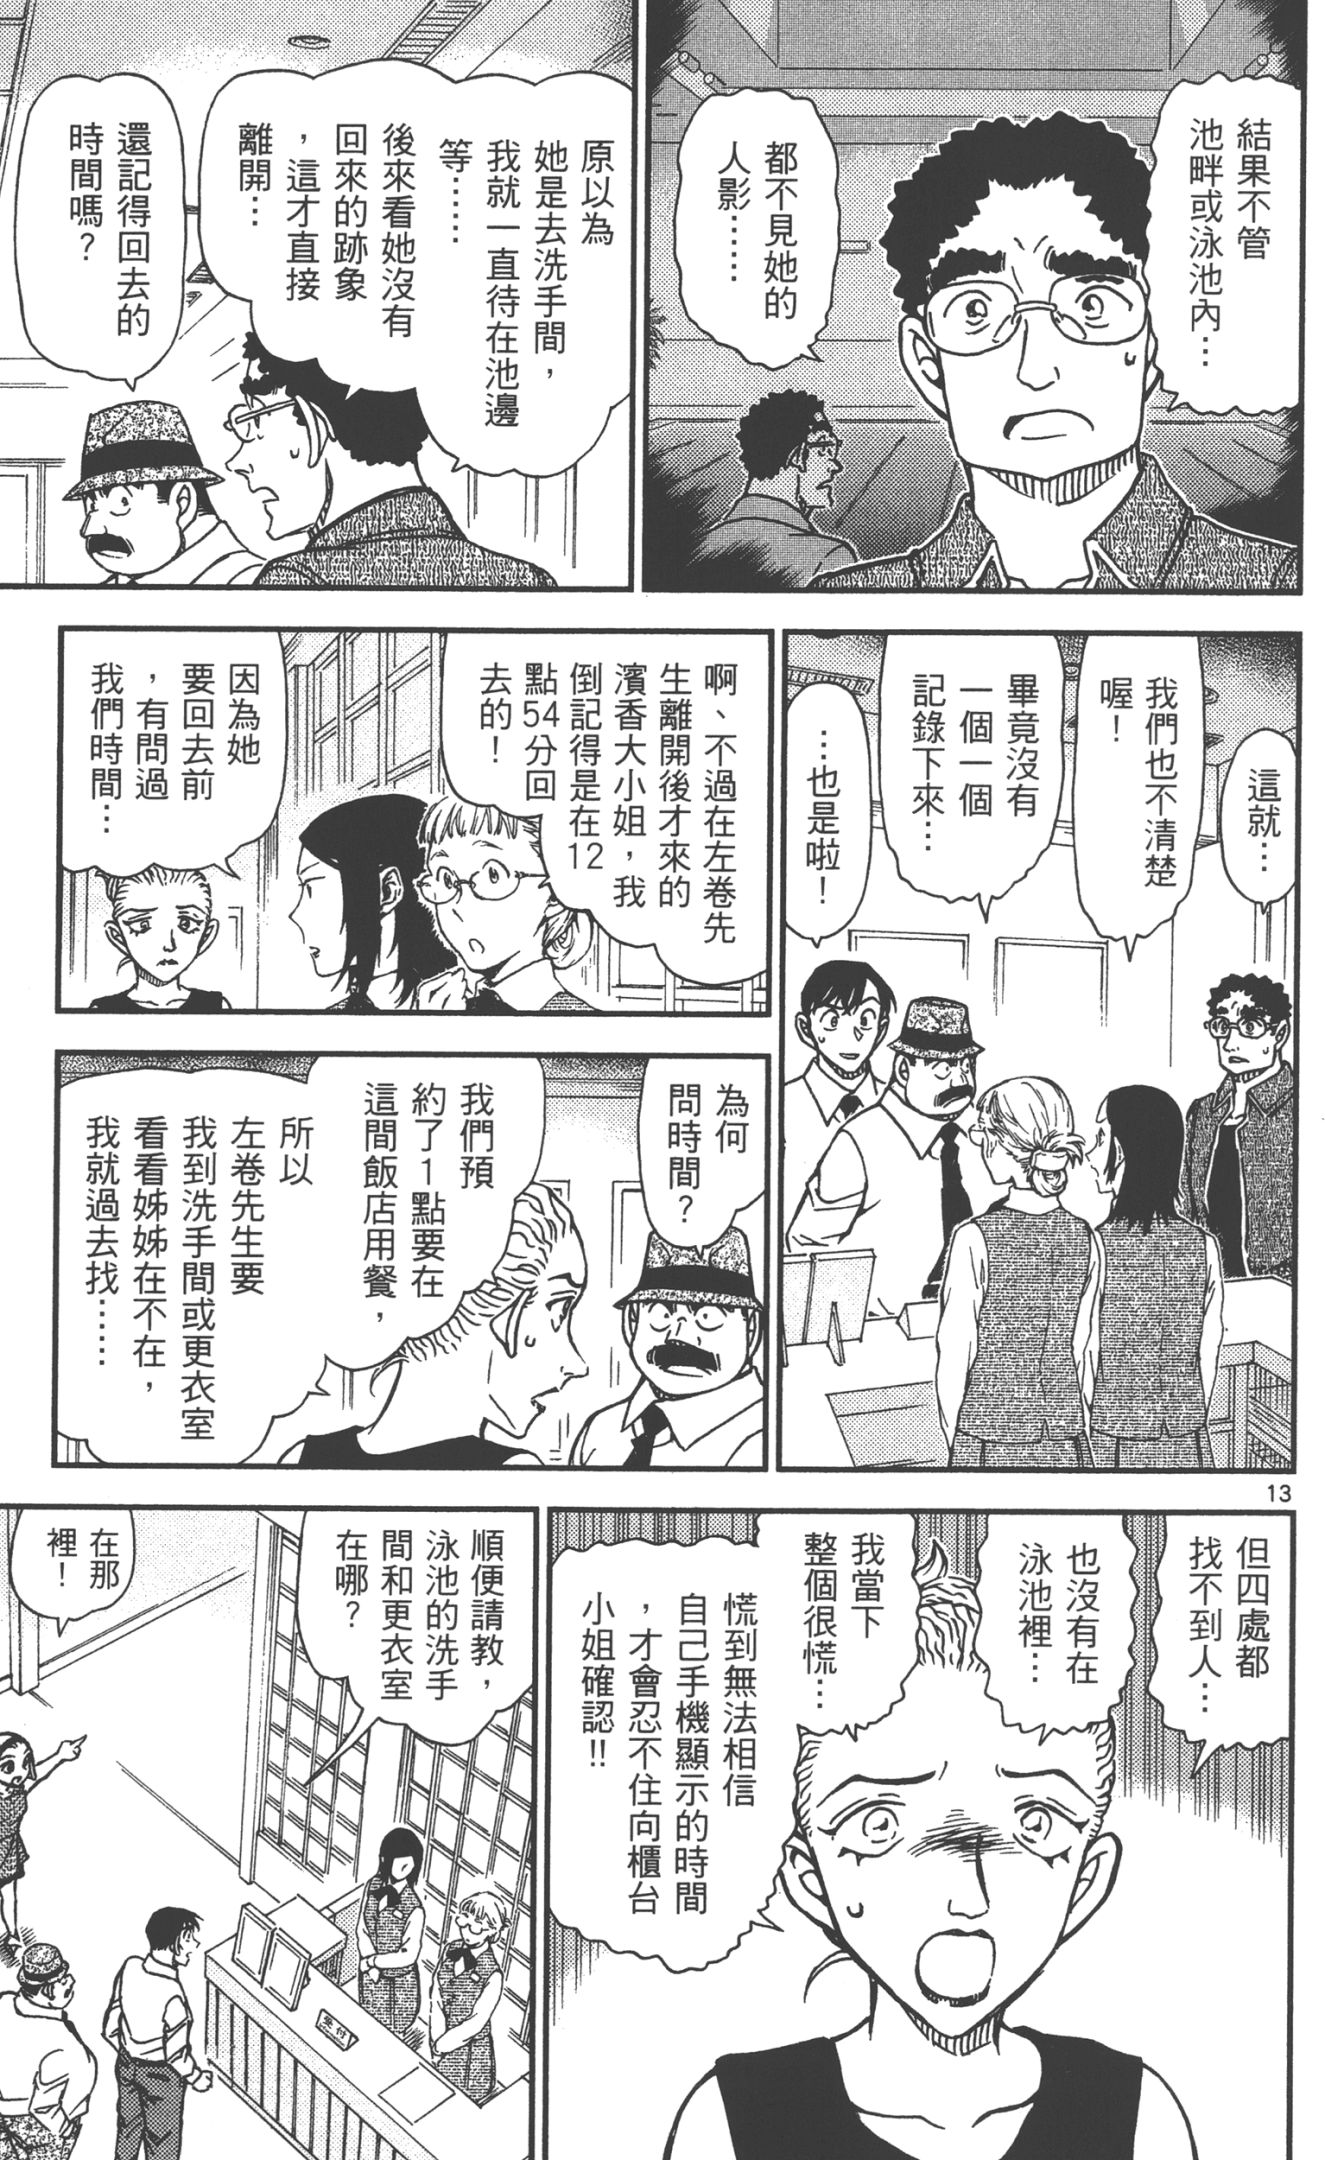 結果不管
池畔或泳池內…
都不見她的
人影……
原以為
她是去洗手間，
我就一直待在池邊
等……
後來看她沒有
回來的跡象
，這才直接
離開…
還記得回去的
時間嗎？
這就…
我們也不清楚
喔！
畢竟沒有
一個一個
記錄下來…
…也是啦！
啊、不過在左卷先
生離開後才來的
濱香大小姐，我
倒記得是在12
點54分回
去的！
因為她
要回去前
，有問過
我們時間…
為何
問時間？
我們預
約了1點要在
這間飯店用餐，
所以
左卷先生要
我到洗手間或更衣室
看看姊姊在不在，
我就過去找……
13
但四處都
找不到人…
也沒有在
泳池裡…
我當下
整個很慌…
慌到無法相信
自己手機顯示的時間
，才會忍不住向櫃台
小姐確認!!
順便請教，
泳池的洗手
間和更衣室
在哪？
受付
在那
裡！